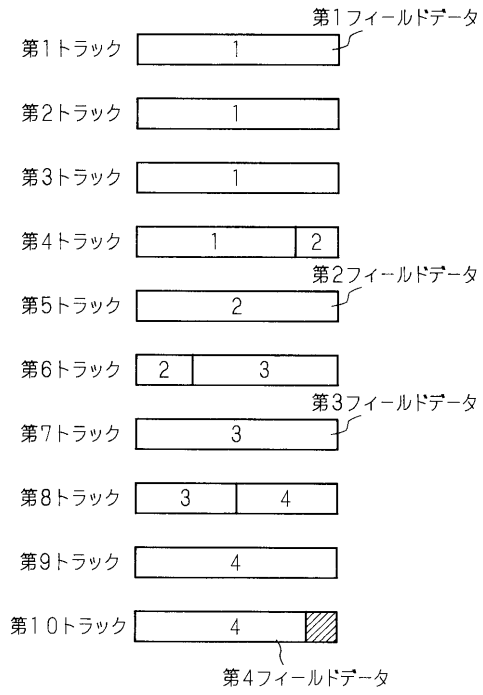 第1フィールドデータ
第1トラック 1
第2トラック 1
第3トラック 1
第4トラック 1 2
第2フィールドデータ
第5トラック 2
第6トラック 2 3
第3フィールドデータ
第7トラック 3
第8トラック 3 4
第9トラック 4
第10トラック 4
第4フィールドデータ